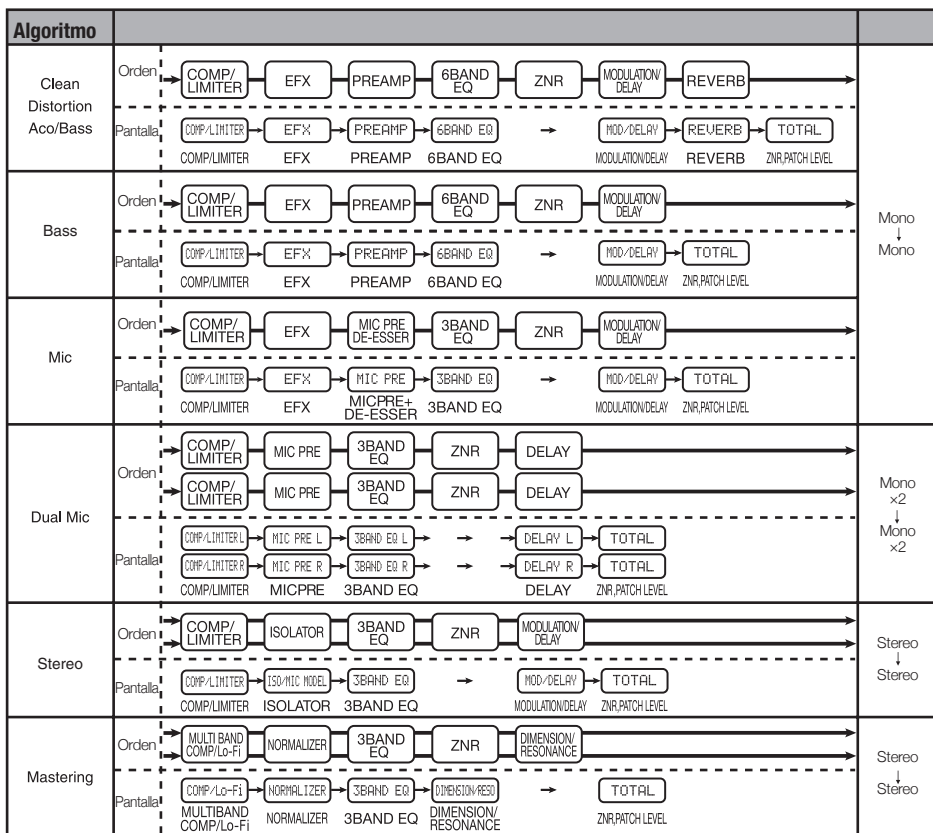 Algoritmo
Clean
Distortion
Aco/Bass
Orden
COMP/
LIMITER
EFX
PREAMP
6BAND
EQ
ZNR
MODULATION/
DELAY
REVERB
Pantalla
COMP/LIMITER
EFX
PREAMP
6BAND EQ
MOD/DELAY
REVERB
TOTAL
COMP/LIMITER
EFX
PREAMP
6BAND EQ
MODULATION/DELAY
REVERB
ZNR,PATCH LEVEL
Bass
Orden
COMP/
LIMITER
EFX
PREAMP
6BAND
EQ
ZNR
MODULATION/
DELAY
Pantalla
COMP/LIMITER
EFX
PREAMP
6BAND EQ
MOD/DELAY
TOTAL
COMP/LIMITER
EFX
PREAMP
6BAND EQ
MODULATION/DELAY
ZNR,PATCH LEVEL
Mono
↓
Mono
Mic
Orden
COMP/
LIMITER
EFX
MIC PRE
DE-ESSER
3BAND
EQ
ZNR
MODULATION/
DELAY
Pantalla
COMP/LIMITER
EFX
MIC PRE
3BAND EQ
MOD/DELAY
TOTAL
COMP/LIMITER
EFX
MICPRE+
DE-ESSER
3BAND EQ
MODULATION/DELAY
ZNR,PATCH LEVEL
Dual Mic
Orden
COMP/
LIMITER
MIC PRE
3BAND
EQ
ZNR
DELAY
COMP/
LIMITER
MIC PRE
3BAND
EQ
ZNR
DELAY
Pantalla
COMP/LIMITER L
MIC PRE L
3BAND EQ L
DELAY L
TOTAL
COMP/LIMITER R
MIC PRE R
3BAND EQ R
DELAY R
TOTAL
COMP/LIMITER
MICPRE
3BAND EQ
DELAY
ZNR,PATCH LEVEL
Mono
×2
↓
Mono
×2
Stereo
Orden
COMP/
LIMITER
ISOLATOR
3BAND
EQ
ZNR
MODULATION/
DELAY
Pantalla
COMP/LIMITER
ISO/MIC MODEL
3BAND EQ
MOD/DELAY
TOTAL
COMP/LIMITER
ISOLATOR
3BAND EQ
MODULATION/DELAY
ZNR,PATCH LEVEL
Stereo
↓
Stereo
Mastering
Orden
MULTI BAND
COMP/Lo-Fi
NORMALIZER
3BAND
EQ
ZNR
DIMENSION/
RESONANCE
Pantalla
COMP/Lo-Fi
NORMALIZER
3BAND EQ
DIMENSION/RESO
TOTAL
MULTIBAND
COMP/Lo-Fi
NORMALIZER
3BAND EQ
DIMENSION/
RESONANCE
ZNR,PATCH LEVEL
Stereo
↓
Stereo